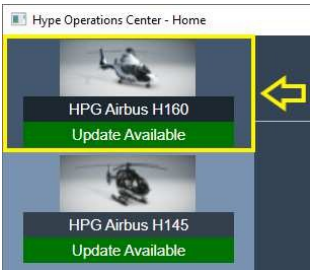 Hype Operations Center - Home
HPG Airbus H160
Update Available
HPG Airbus H145
Update Available